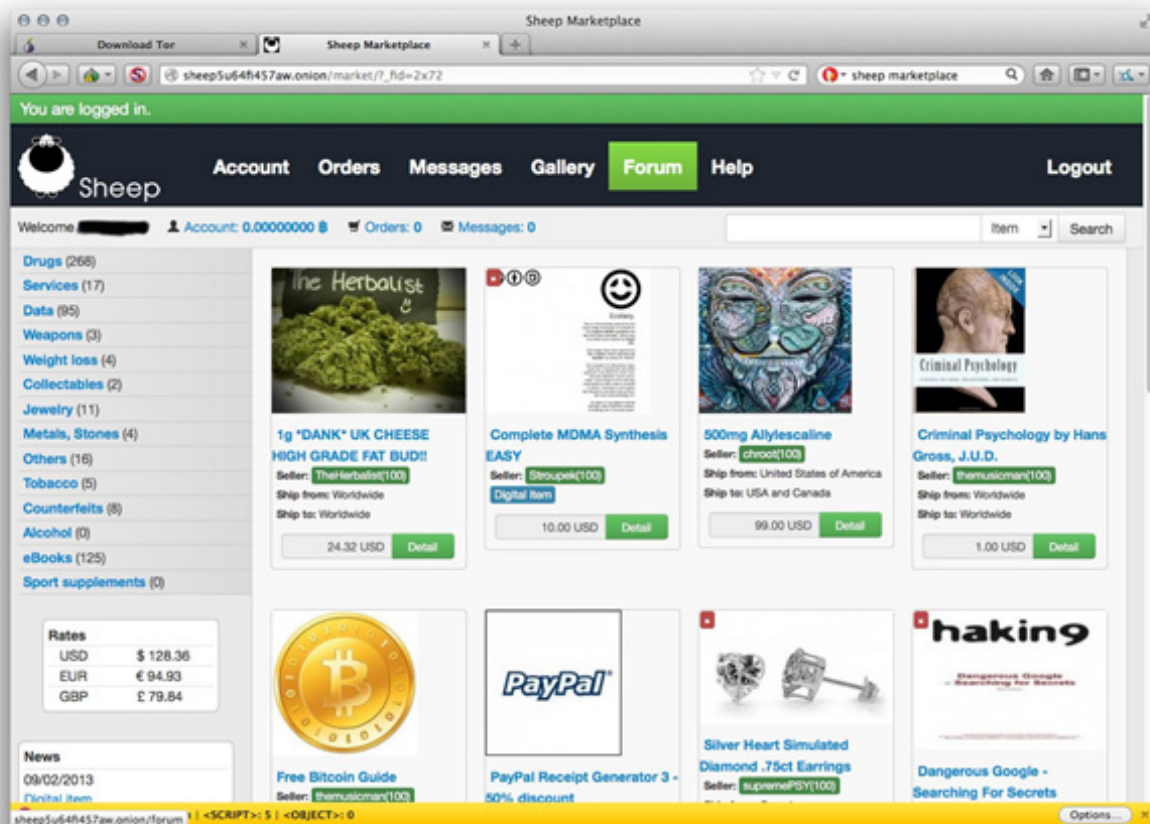 Sheep Marketplace
Download Tor
Sheep Marketplace
sheep5u64fi457aw.onion/market/?_fid=2x72
sheep marketplace
You are logged in.
Sheep
Account
Orders
Messages
Gallery
Forum
Help
Logout
Welcome
Account: 0.00000000 B
Orders: 0
Messages: 0
Item
Search
Drugs (268)
Services (17)
Data (95)
Weapons (3)
Weight loss (4)
Collectables (2)
Jewelry (11)
Metals, Stones (4)
Others (16)
Tobacco (5)
Counterfeits (8)
Alcohol (0)
eBooks (125)
Sport supplements (0)
Rates
USD $ 128.36
EUR € 94.93
GBP £ 79.84
News
09/02/2013
Digital item
The Herbalist
1g *DANK* UK CHEESE
HIGH GRADE FAT BUD!!
Seller: TheHerbalist(100)
Ship from: Worldwide
Ship to: Worldwide
24.32 USD
Detail
Ecstasy
Complete MDMA Synthesis
EASY
Seller: Stroupek(100)
Digital item
10.00 USD
Detail
500mg Allylescaline
Seller: chroot(100)
Ship from: United States of America
Ship to: USA and Canada
99.00 USD
Detail
LOOK INSIDE
Criminal Psychology
Criminal Psychology by Hans
Gross, J.U.D.
Seller: themusicman(100)
Ship from: Worldwide
Ship to: Worldwide
1.00 USD
Detail
Free Bitcoin Guide
Seller: themusicman(100)
PayPal
PayPal Receipt Generator 3 -
50% discount
Silver Heart Simulated
Diamond .75ct Earrings
Seller: supremePSY(100)
haking
Dangerous Google
– Searching for Secrets
Dangerous Google -
Searching For Secrets
sheep5u64fi457aw.onion/forum
| <SCRIPT>: 5 | <OBJECT>: 0
Options...